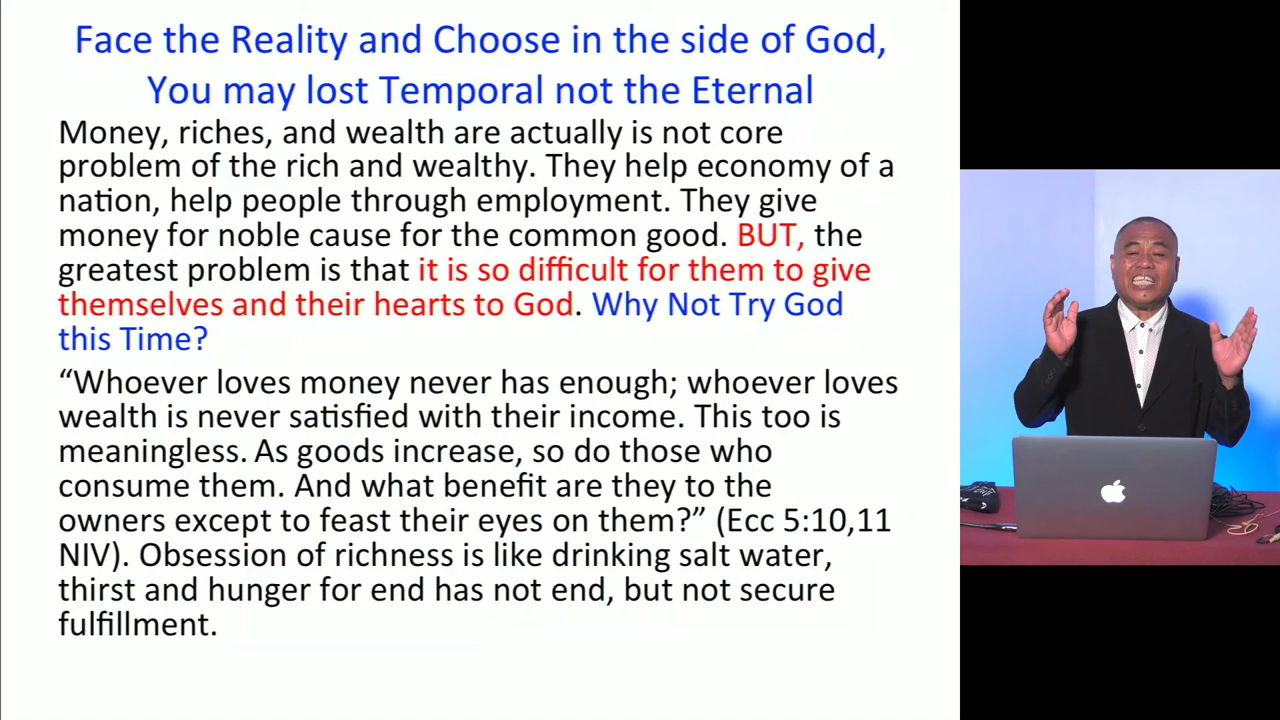 Face the Reality and Choose in the side of God,
You may lost Temporal not the Eternal
Money, riches, and wealth are actually is not core
problem of the rich and wealthy. They help economy of a
nation, help people through employment. They give
money for noble cause for the common good. BUT, the
greatest problem is that it is so difficult for them to give
themselves and their hearts to God. Why Not Try God
this Time?
“Whoever loves money never has enough; whoever loves
wealth is never satisfied with their income. This too is
meaningless. As goods increase, so do those who
consume them. And what benefit are they to the
owners except to feast their eyes on them?” (Ecc 5:10,11
NIV). Obsession of richness is like drinking salt water,
thirst and hunger for end has not end, but not secure
fulfillment.